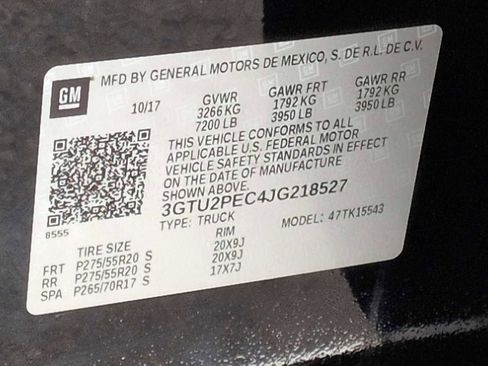 GM
MFD BY GENERAL MOTORS DE MEXICO, S. DE R.L. DE C.V.
10/17 GVWR GAWR FRT GAWR RR
3266 KG 1792 KG 1792 KG
7200 LB 3950 LB 3950 LB
THIS VEHICLE CONFORMS TO ALL
APPLICABLE U.S. FEDERAL MOTOR
VEHICLE SAFETY STANDARDS IN EFFECT
ON THE DATE OF MANUFACTURE
SHOWN ABOVE.
3GTU2PEC4JG218527
8555 TYPE: TRUCK MODEL: 47TK15543
TIRE SIZE RIM
FRT P275/55R20 S 20X9J
RR P275/55R20 S 20X9J
SPA P265/70R17 S 17X7J